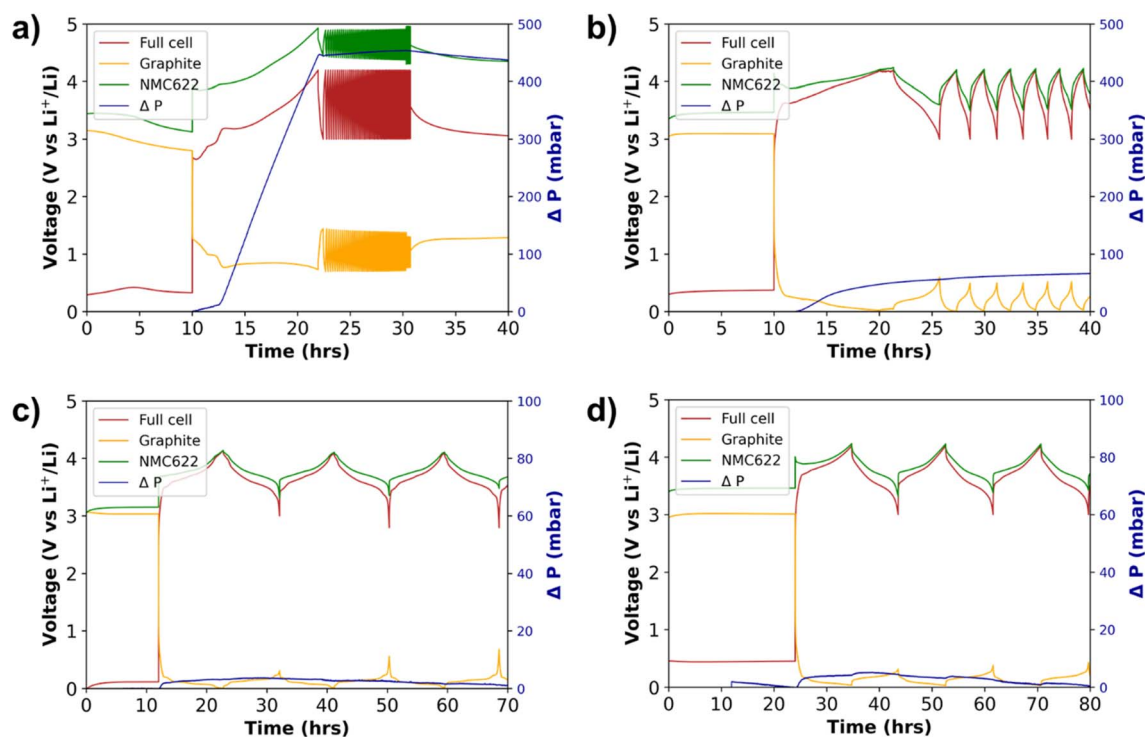 a)
Full cell
Graphite
NMC622
Δ P
Voltage (V vs Li⁺/Li)
5
4
3
2
1
0
Δ P (mbar)
500
400
300
200
100
0
0 5 10 15 20 25 30 35 40
Time (hrs)
b)
Full cell
Graphite
NMC622
Δ P
Voltage (V vs Li⁺/Li)
5
4
3
2
1
0
Δ P (mbar)
500
400
300
200
100
0
0 5 10 15 20 25 30 35 40
Time (hrs)
c)
Full cell
Graphite
NMC622
Δ P
Voltage (V vs Li⁺/Li)
5
4
3
2
1
0
Δ P (mbar)
100
80
60
40
20
0
0 10 20 30 40 50 60 70
Time (hrs)
d)
Full cell
Graphite
NMC622
Δ P
Voltage (V vs Li⁺/Li)
5
4
3
2
1
0
Δ P (mbar)
100
80
60
40
20
0
0 10 20 30 40 50 60 70 80
Time (hrs)